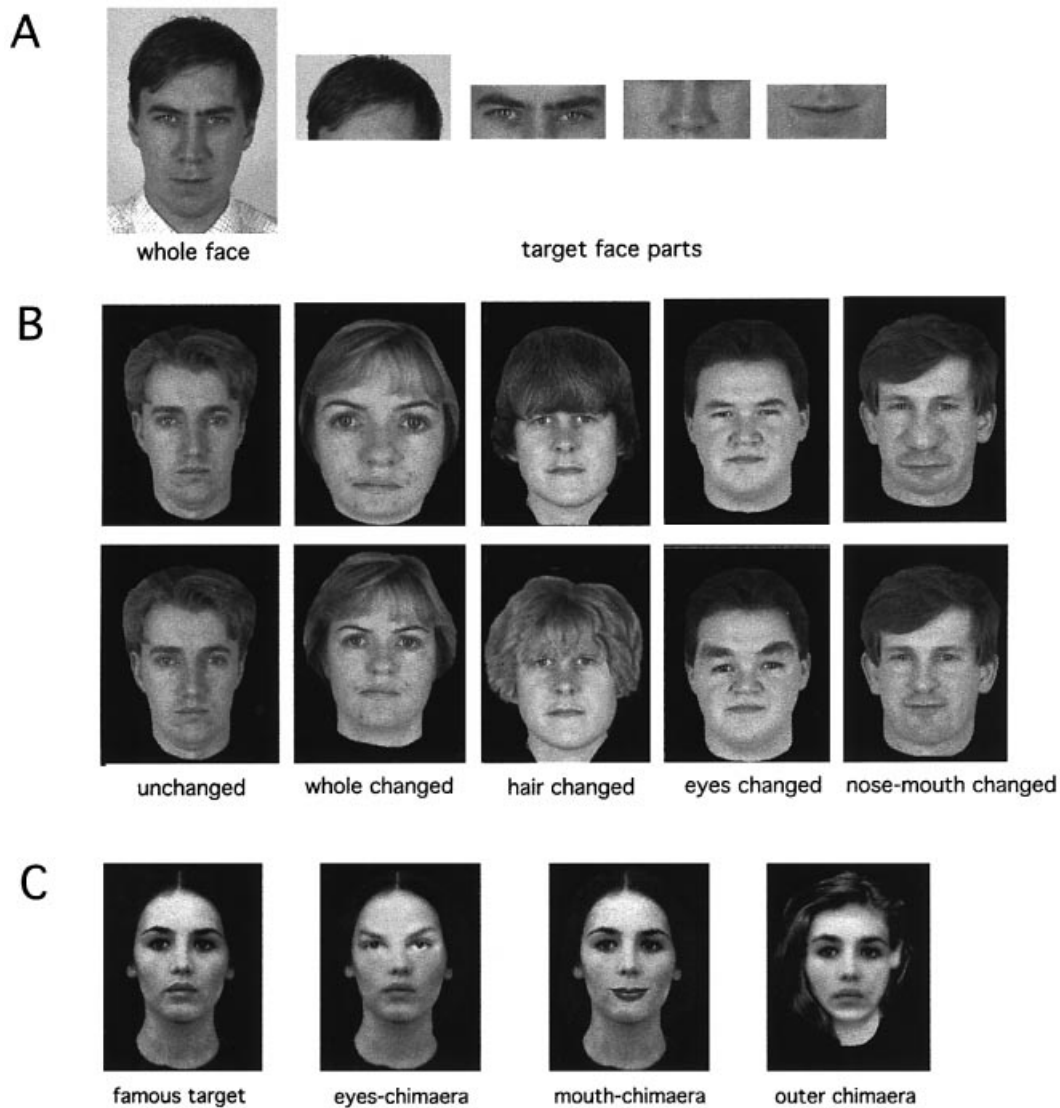 A
whole face
target face parts
B
unchanged
whole changed
hair changed
eyes changed
nose-mouth changed
C
famous target
eyes-chimaera
mouth-chimaera
outer chimaera